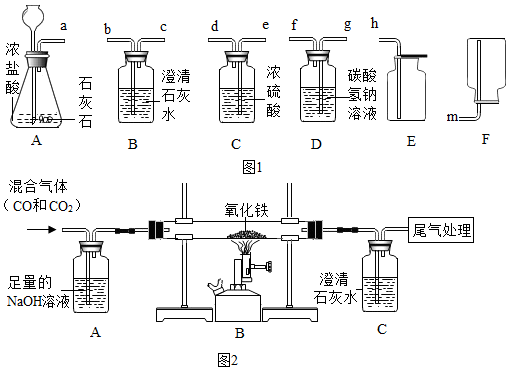 a b c d e f g h
浓盐酸 石灰石 澄清石灰水 浓硫酸 碳酸氢钠溶液 m
A B C D E F
图1
混合气体
(CO和CO₂)
氧化铁
尾气处理
足量的
NaOH溶液
澄清
石灰水
A B C
图2